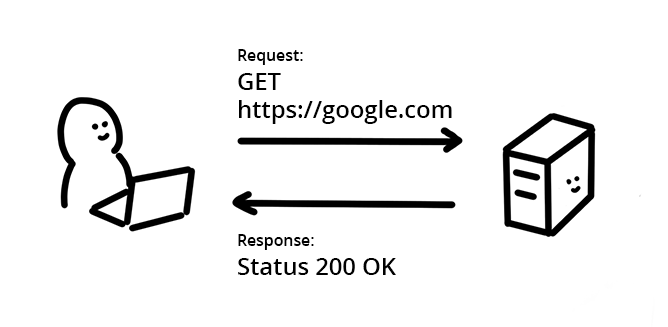 Request:
GET
https://google.com
Response:
Status 200 OK